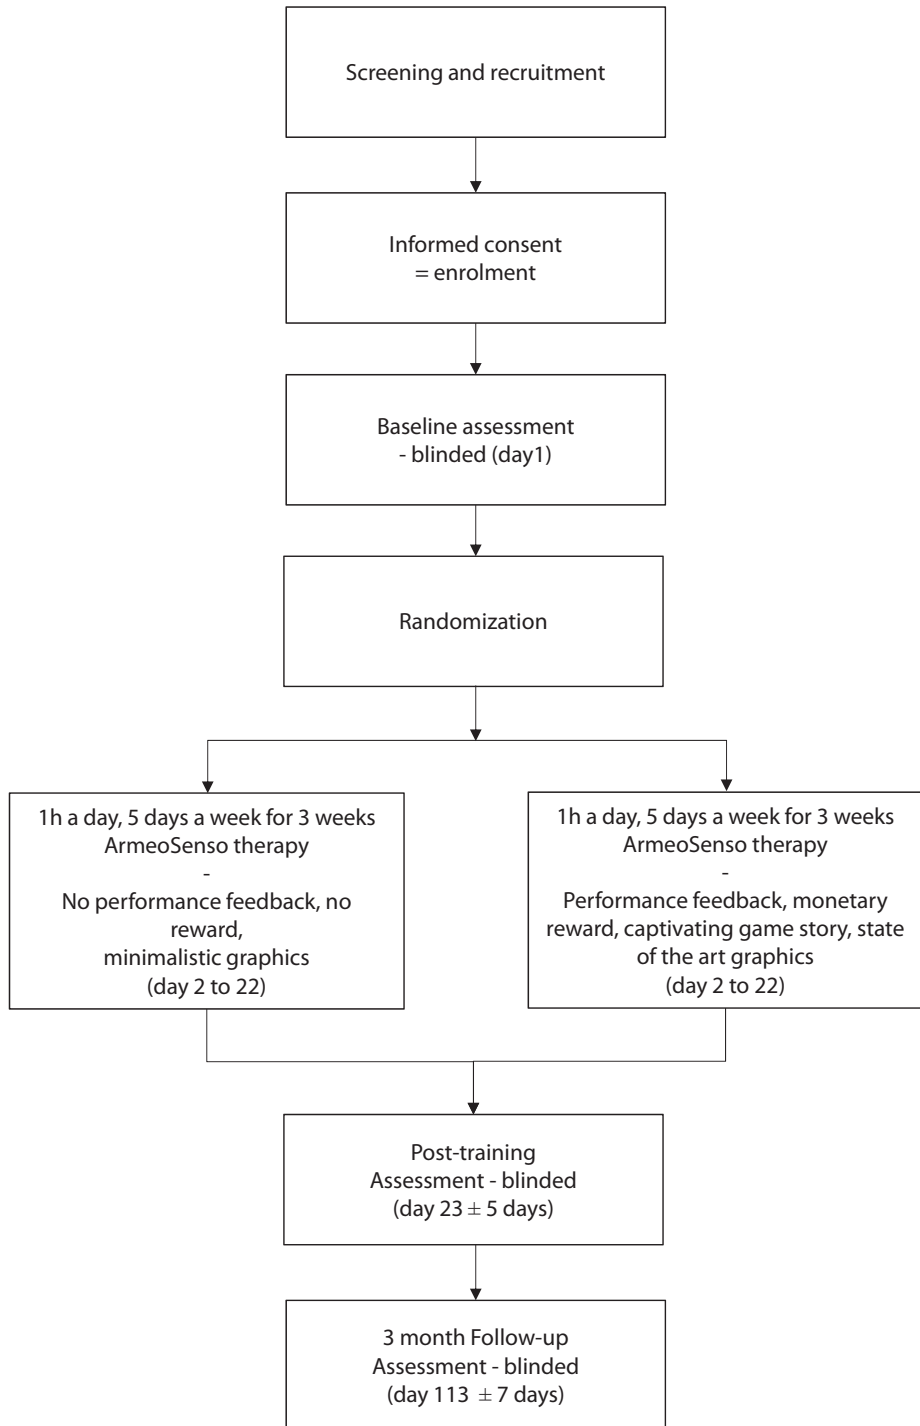 Screening and recruitment
Informed consent
= enrolment
Baseline assessment
- blinded (day1)
Randomization
1h a day, 5 days a week for 3 weeks
ArmeoSenso therapy
-
No performance feedback, no
reward,
minimalistic graphics
(day 2 to 22)
1h a day, 5 days a week for 3 weeks
ArmeoSenso therapy
-
Performance feedback, monetary
reward, captivating game story, state
of the art graphics
(day 2 to 22)
Post-training
Assessment - blinded
(day 23 ± 5 days)
3 month Follow-up
Assessment - blinded
(day 113 ± 7 days)